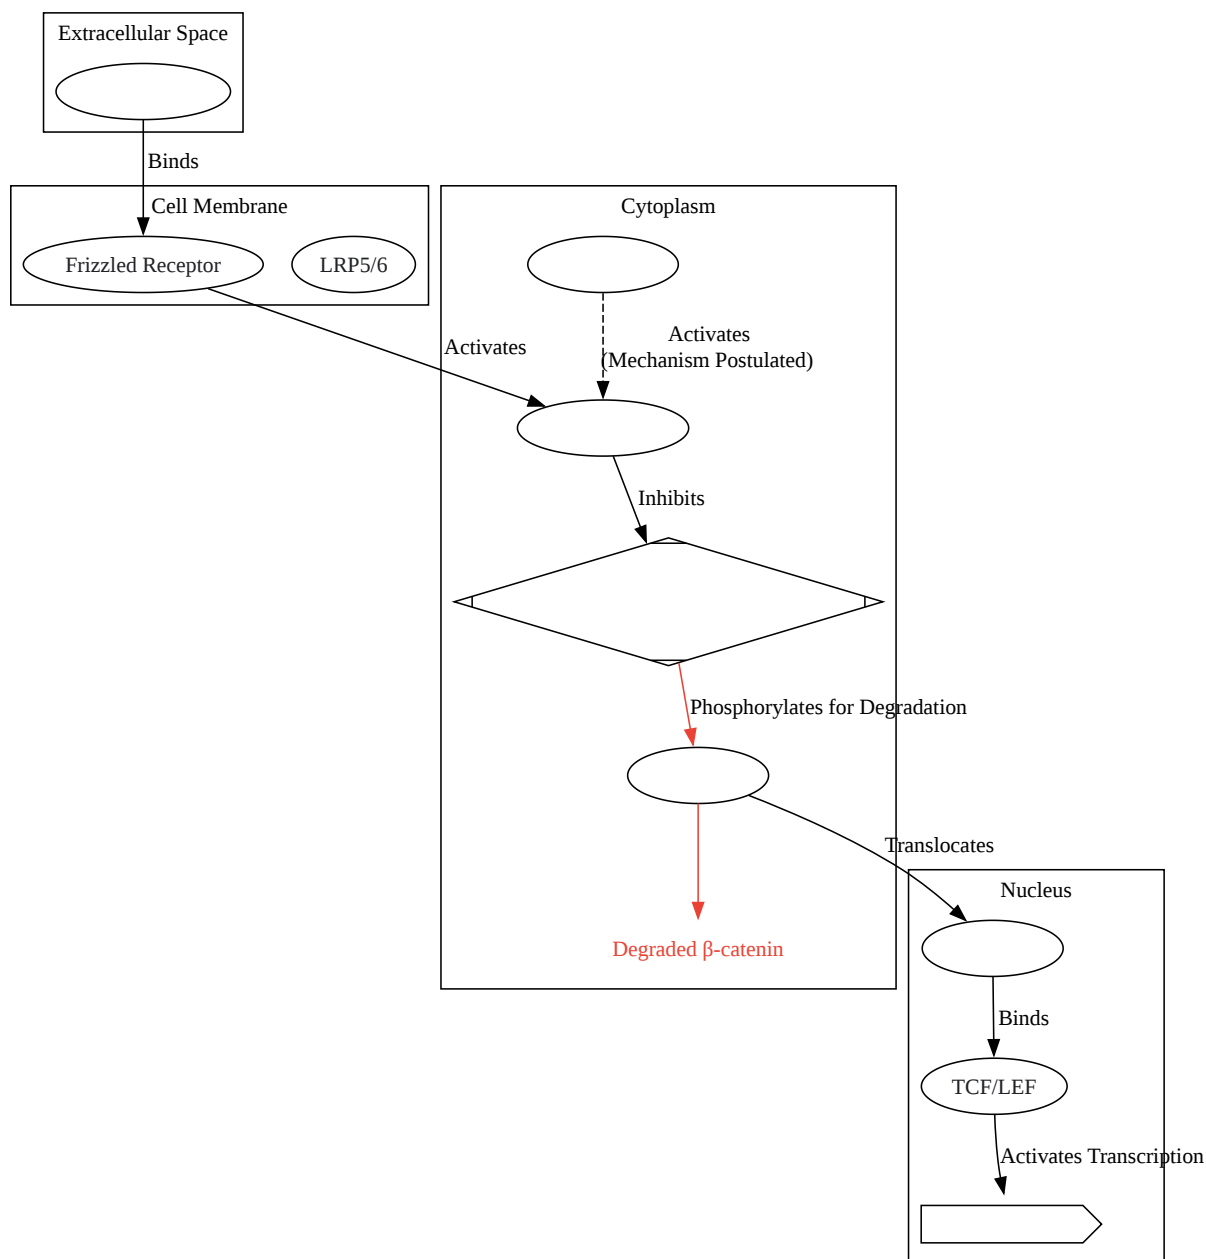 Extracellular Space
Binds
Cell Membrane
Frizzled Receptor
LRP5/6
Cytoplasm
Activates
Activates
(Mechanism Postulated)
Inhibits
Phosphorylates for Degradation
Translocates
Degraded β-catenin
Nucleus
Binds
TCF/LEF
Activates Transcription